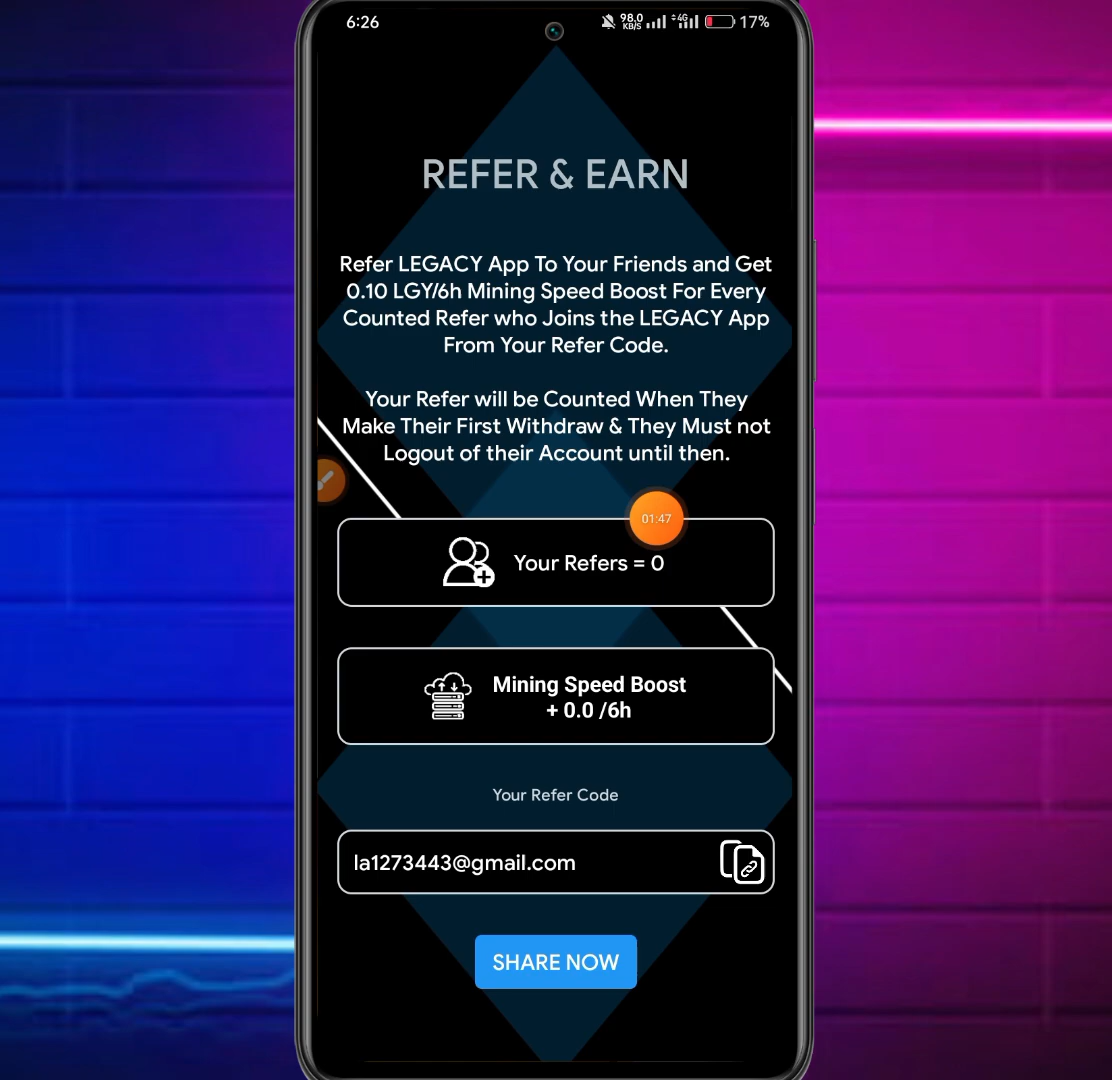 6:26
98.0
KB/S
4G
17%
REFER & EARN
Refer LEGACY App To Your Friends and Get
0.10 LGY/6h Mining Speed Boost For Every
Counted Refer who Joins the LEGACY App
From Your Refer Code.
Your Refer will be Counted When They
Make Their First Withdraw & They Must not
Logout of their Account until then.
01:47
Your Refers = 0
Mining Speed Boost
+ 0.0 /6h
Your Refer Code
la1273443@gmail.com
SHARE NOW